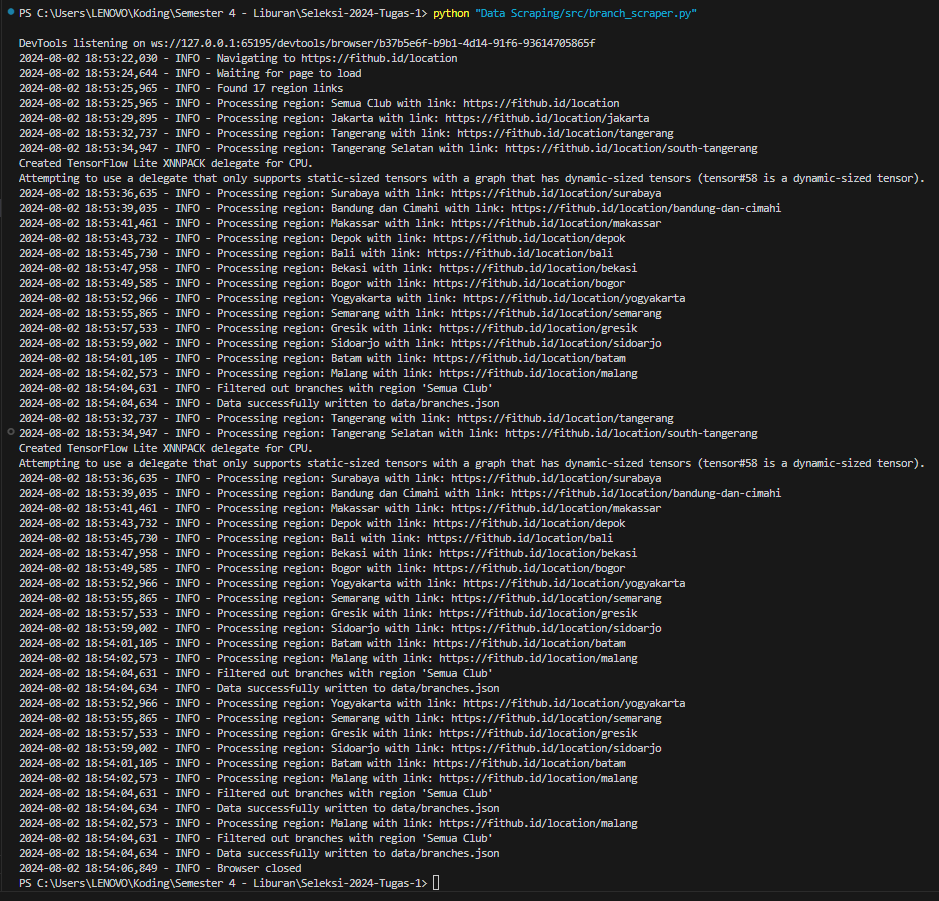 PS C:\Users\LENOVO\Koding\Semester 4 - Liburan\Seleksi-2024-Tugas-1> python "Data Scraping/src/branch_scraper.py"
DevTools listening on ws://127.0.0.1:65195/devtools/browser/b37b5e6f-b9b1-4d14-91f6-93614705865f
2024-08-02 18:53:22,030 - INFO - Navigating to https://fithub.id/location
2024-08-02 18:53:24,644 - INFO - Waiting for page to load
2024-08-02 18:53:25,965 - INFO - Found 17 region links
2024-08-02 18:53:25,965 - INFO - Processing region: Semua Club with link: https://fithub.id/location
2024-08-02 18:53:29,895 - INFO - Processing region: Jakarta with link: https://fithub.id/location/jakarta
2024-08-02 18:53:32,737 - INFO - Processing region: Tangerang with link: https://fithub.id/location/tangerang
2024-08-02 18:53:34,947 - INFO - Processing region: Tangerang Selatan with link: https://fithub.id/location/south-tangerang
Created TensorFlow Lite XNNPACK delegate for CPU.
Attempting to use a delegate that only supports static-sized tensors with a graph that has dynamic-sized tensors (tensor#58 is a dynamic-sized tensor).
2024-08-02 18:53:36,635 - INFO - Processing region: Surabaya with link: https://fithub.id/location/surabaya
2024-08-02 18:53:39,035 - INFO - Processing region: Bandung dan Cimahi with link: https://fithub.id/location/bandung-dan-cimahi
2024-08-02 18:53:41,461 - INFO - Processing region: Makassar with link: https://fithub.id/location/makassar
2024-08-02 18:53:43,732 - INFO - Processing region: Depok with link: https://fithub.id/location/depok
2024-08-02 18:53:45,730 - INFO - Processing region: Bali with link: https://fithub.id/location/bali
2024-08-02 18:53:47,958 - INFO - Processing region: Bekasi with link: https://fithub.id/location/bekasi
2024-08-02 18:53:49,585 - INFO - Processing region: Bogor with link: https://fithub.id/location/bogor
2024-08-02 18:53:52,966 - INFO - Processing region: Yogyakarta with link: https://fithub.id/location/yogyakarta
2024-08-02 18:53:55,865 - INFO - Processing region: Semarang with link: https://fithub.id/location/semarang
2024-08-02 18:53:57,533 - INFO - Processing region: Gresik with link: https://fithub.id/location/gresik
2024-08-02 18:53:59,002 - INFO - Processing region: Sidoarjo with link: https://fithub.id/location/sidoarjo
2024-08-02 18:54:01,105 - INFO - Processing region: Batam with link: https://fithub.id/location/batam
2024-08-02 18:54:02,573 - INFO - Processing region: Malang with link: https://fithub.id/location/malang
2024-08-02 18:54:04,631 - INFO - Filtered out branches with region 'Semua Club'
2024-08-02 18:54:04,634 - INFO - Data successfully written to data/branches.json
2024-08-02 18:53:32,737 - INFO - Processing region: Tangerang with link: https://fithub.id/location/tangerang
2024-08-02 18:53:34,947 - INFO - Processing region: Tangerang Selatan with link: https://fithub.id/location/south-tangerang
Created TensorFlow Lite XNNPACK delegate for CPU.
Attempting to use a delegate that only supports static-sized tensors with a graph that has dynamic-sized tensors (tensor#58 is a dynamic-sized tensor).
2024-08-02 18:53:36,635 - INFO - Processing region: Surabaya with link: https://fithub.id/location/surabaya
2024-08-02 18:53:39,035 - INFO - Processing region: Bandung dan Cimahi with link: https://fithub.id/location/bandung-dan-cimahi
2024-08-02 18:53:41,461 - INFO - Processing region: Makassar with link: https://fithub.id/location/makassar
2024-08-02 18:53:43,732 - INFO - Processing region: Depok with link: https://fithub.id/location/depok
2024-08-02 18:53:45,730 - INFO - Processing region: Bali with link: https://fithub.id/location/bali
2024-08-02 18:53:47,958 - INFO - Processing region: Bekasi with link: https://fithub.id/location/bekasi
2024-08-02 18:53:49,585 - INFO - Processing region: Bogor with link: https://fithub.id/location/bogor
2024-08-02 18:53:52,966 - INFO - Processing region: Yogyakarta with link: https://fithub.id/location/yogyakarta
2024-08-02 18:53:55,865 - INFO - Processing region: Semarang with link: https://fithub.id/location/semarang
2024-08-02 18:53:57,533 - INFO - Processing region: Gresik with link: https://fithub.id/location/gresik
2024-08-02 18:53:59,002 - INFO - Processing region: Sidoarjo with link: https://fithub.id/location/sidoarjo
2024-08-02 18:54:01,105 - INFO - Processing region: Batam with link: https://fithub.id/location/batam
2024-08-02 18:54:02,573 - INFO - Processing region: Malang with link: https://fithub.id/location/malang
2024-08-02 18:54:04,631 - INFO - Filtered out branches with region 'Semua Club'
2024-08-02 18:54:04,634 - INFO - Data successfully written to data/branches.json
2024-08-02 18:53:52,966 - INFO - Processing region: Yogyakarta with link: https://fithub.id/location/yogyakarta
2024-08-02 18:53:55,865 - INFO - Processing region: Semarang with link: https://fithub.id/location/semarang
2024-08-02 18:53:57,533 - INFO - Processing region: Gresik with link: https://fithub.id/location/gresik
2024-08-02 18:53:59,002 - INFO - Processing region: Sidoarjo with link: https://fithub.id/location/sidoarjo
2024-08-02 18:54:01,105 - INFO - Processing region: Batam with link: https://fithub.id/location/batam
2024-08-02 18:54:02,573 - INFO - Processing region: Malang with link: https://fithub.id/location/malang
2024-08-02 18:54:04,631 - INFO - Filtered out branches with region 'Semua Club'
2024-08-02 18:54:04,634 - INFO - Data successfully written to data/branches.json
2024-08-02 18:54:02,573 - INFO - Processing region: Malang with link: https://fithub.id/location/malang
2024-08-02 18:54:04,631 - INFO - Filtered out branches with region 'Semua Club'
2024-08-02 18:54:04,634 - INFO - Data successfully written to data/branches.json
2024-08-02 18:54:06,849 - INFO - Browser closed
PS C:\Users\LENOVO\Koding\Semester 4 - Liburan\Seleksi-2024-Tugas-1>